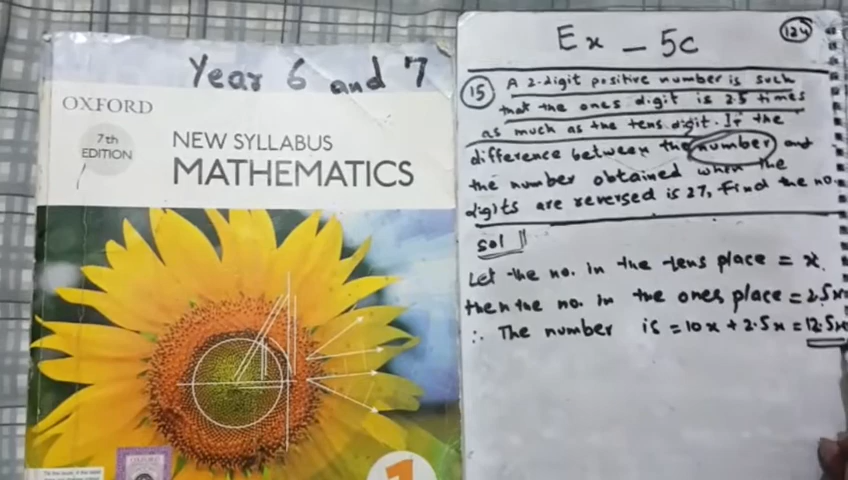 Year 6 and 7
OXFORD
7th
EDITION
NEW SYLLABUS
MATHEMATICS
1
Ex - 5c
124
15 A 2-digit positive number is such
that the ones digit is 2.5 times
as much as the tens digit. If the
difference between the number and
the number obtained when the
digits are reversed is 27, Find the no.
Sol
Let the no. in the tens place = x.
then the no. in the ones place = 2.5x
∴ The number is = 10x + 2.5x = 12.5x